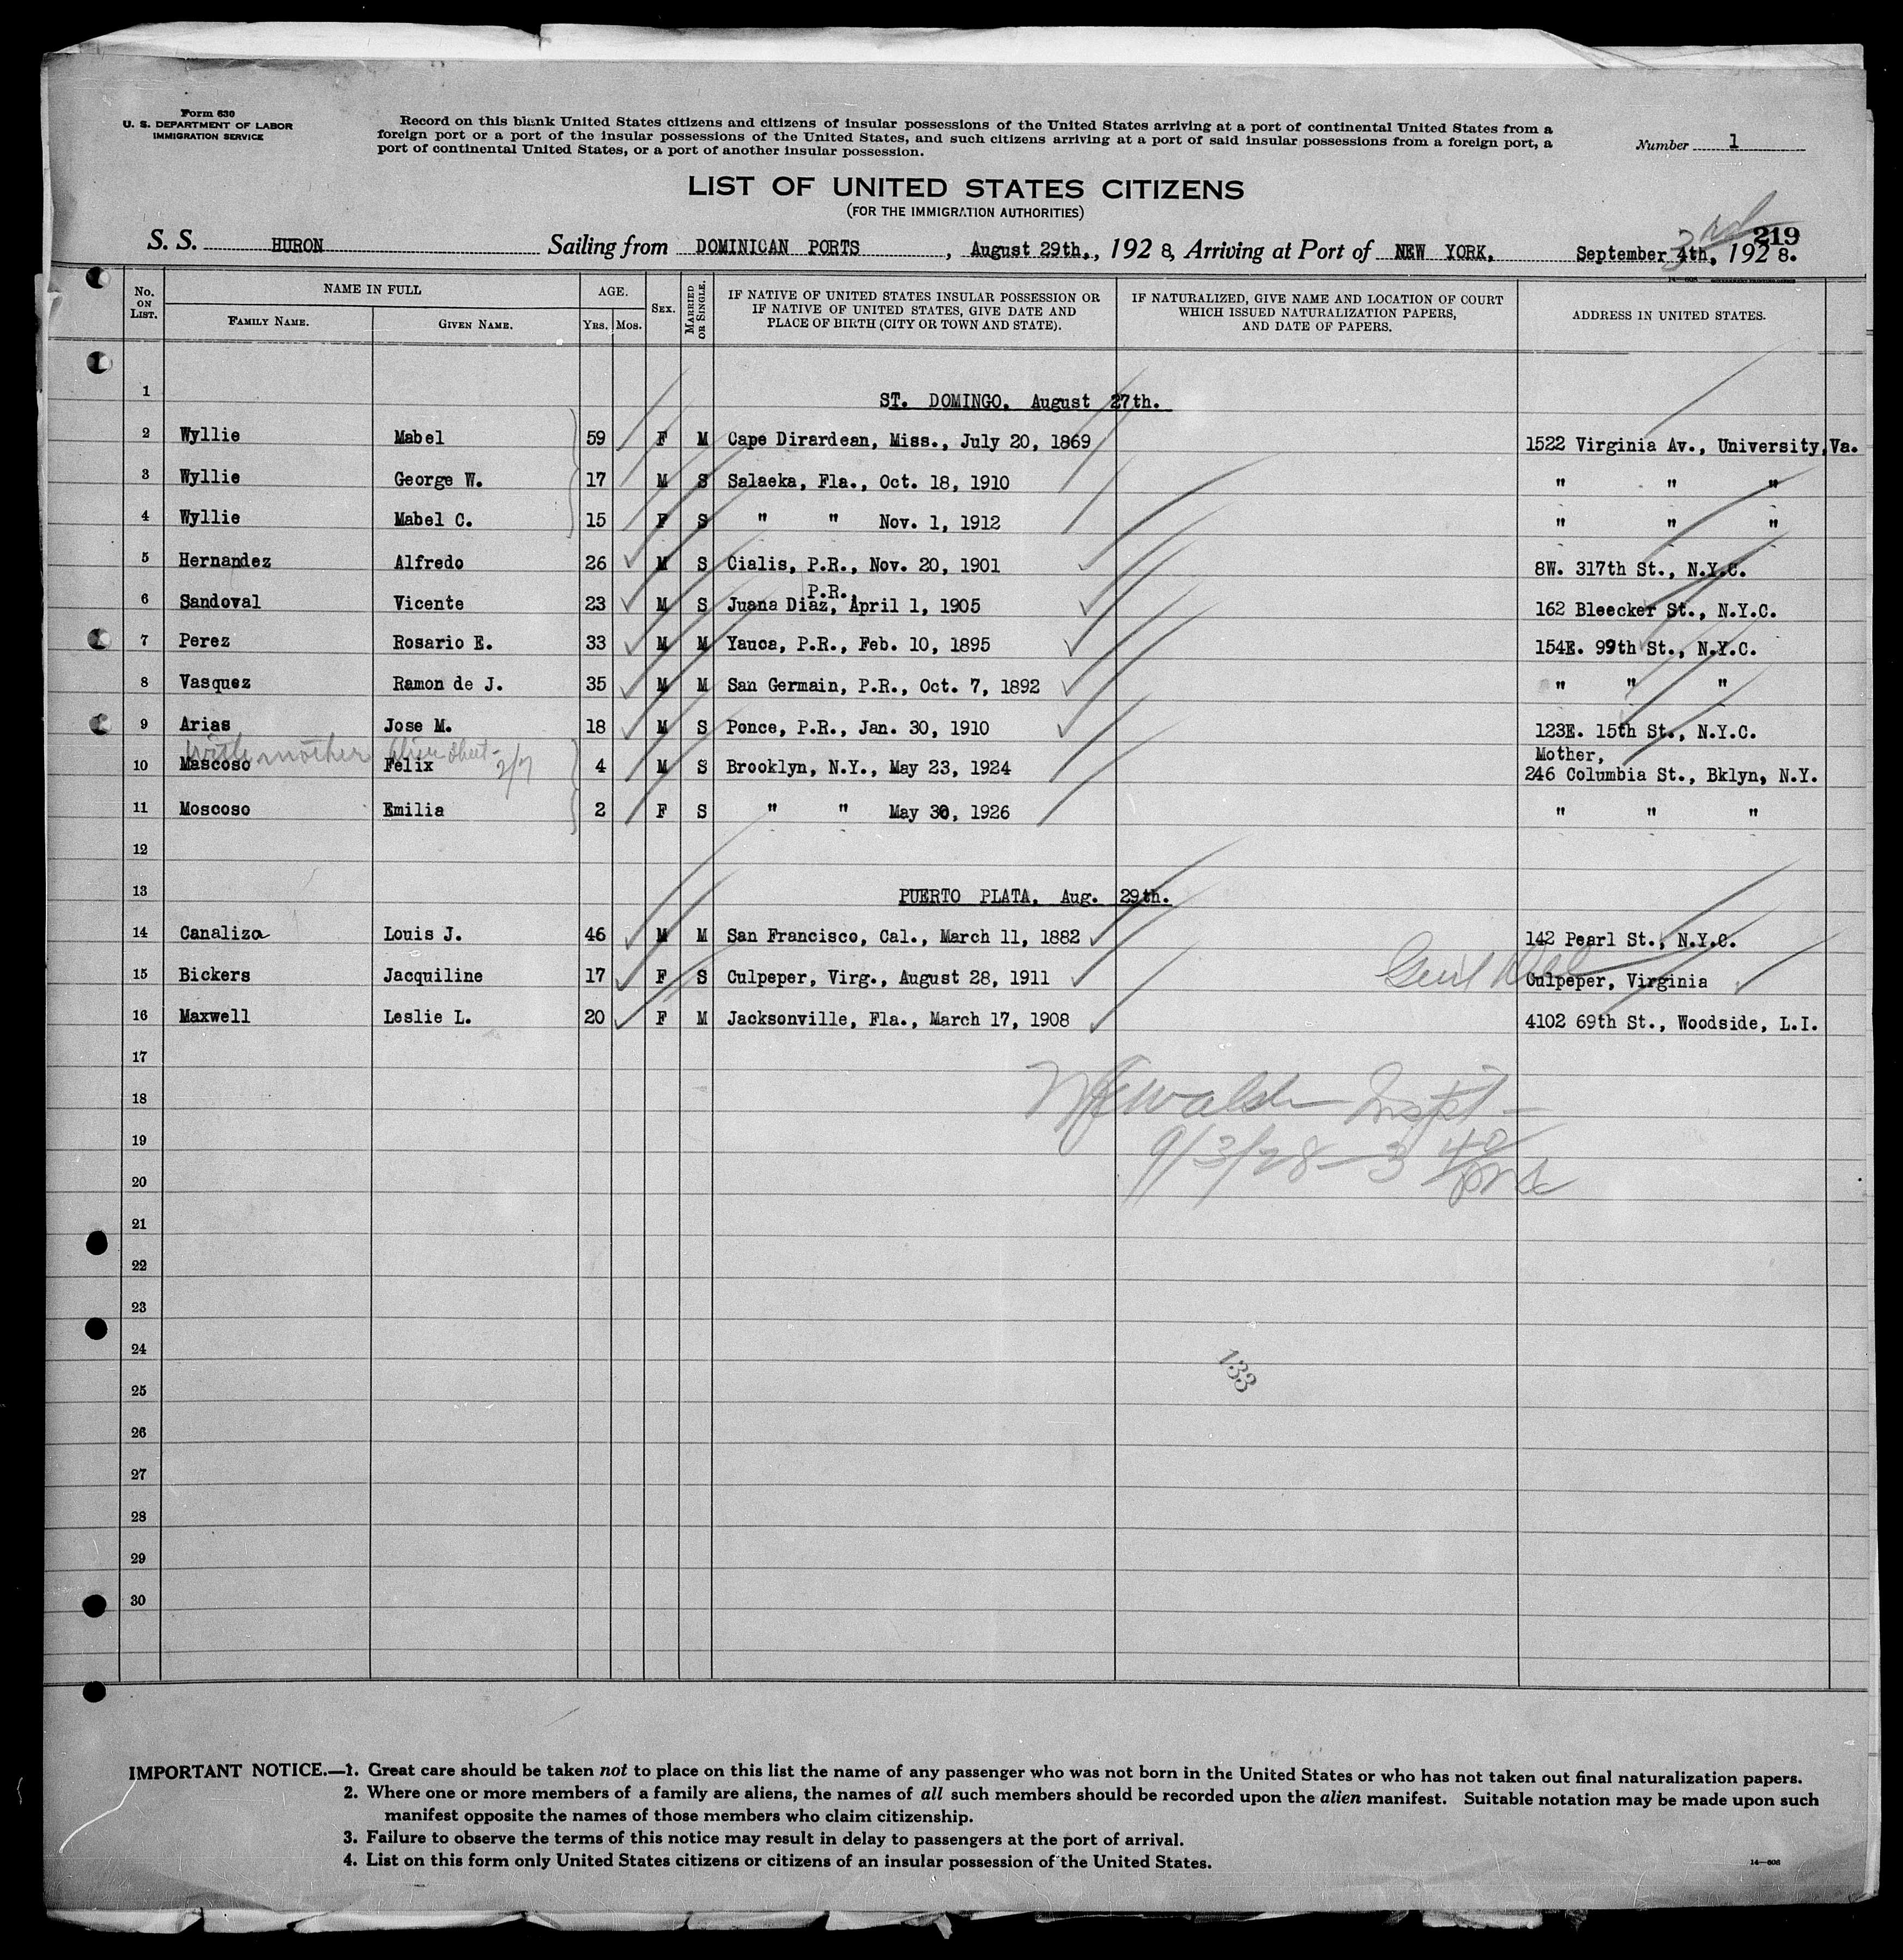 Form 630
U. S. DEPARTMENT OF LABOR
IMMIGRATION SERVICE
Record on this blank United States citizens and citizens of insular possessions of the United States arriving at a port of continental United States from a
foreign port or a port of the insular possessions of the United States, and such citizens arriving at a port of said insular possessions from a foreign port, a
port of continental United States, or a port of another insular possession.
Number 1
LIST OF UNITED STATES CITIZENS
(FOR THE IMMIGRATION AUTHORITIES)
3rd 219
S. S. HURON Sailing from DOMINICAN PORTS, August 29th,, 192 8, Arriving at Port of NEW YORK, September 4th, 192 8.
No. ON LIST. NAME IN FULL AGE. SEX. MARRIED OR SINGLE. IF NATIVE OF UNITED STATES INSULAR POSSESSION OR IF NATIVE OF UNITED STATES, GIVE DATE AND PLACE OF BIRTH (CITY OR TOWN AND STATE). IF NATURALIZED, GIVE NAME AND LOCATION OF COURT WHICH ISSUED NATURALIZATION PAPERS, AND DATE OF PAPERS. ADDRESS IN UNITED STATES.
FAMILY NAME. GIVEN NAME. YRS. MOS.
1 ST. DOMINGO. August 27th.
2 Wyllie Mabel 59 F M Cape Dirardean, Miss., July 20, 1869 1522 Virginia Av., University, Va.
3 Wyllie George W. 17 M S Salaeka, Fla., Oct. 18, 1910 " " "
4 Wyllie Mabel C. 15 F S " " Nov. 1, 1912 " " "
5 Hernandez Alfredo 26 M S Cialis, P.R., Nov. 20, 1901 8W. 317th St., N.Y.C.
P.R.,
6 Sandoval Vicente 23 M S Juana Diaz, April 1, 1905 162 Bleecker St., N.Y.C.
7 Perez Rosario E. 33 M M Yauca, P.R., Feb. 10, 1895 154E. 99th St., N.Y.C.
8 Vasquez Ramon de J. 35 M M San Germain, P.R., Oct. 7, 1892 " " "
9 Arias Jose M. 18 M S Ponce, P.R., Jan. 30, 1910 123E. 15th St., N.Y.C.
with mother alien sheet - 2/7 Mother,
10 Mascoso Felix 4 M S Brooklyn, N.Y., May 23, 1924 246 Columbia St., Bklyn, N.Y.
11 Moscoso Emilia 2 F S " " May 30, 1926 " " "
12
13 PUERTO PLATA, Aug. 29th.
14 Canaliza Louis J. 46 M M San Francisco, Cal., March 11, 1882 142 Pearl St., N.Y.C.
15 Bickers Jacquiline 17 F S Culpeper, Virg., August 28, 1911 Culpeper, Virginia
16 Maxwell Leslie L. 20 F M Jacksonville, Fla., March 17, 1908 4102 69th St., Woodside, L.I.
17
18
19
9/3/28 - 3 40
20
21
22
23
24
133
25
26
27
28
29
30
IMPORTANT NOTICE.—1. Great care should be taken not to place on this list the name of any passenger who was not born in the United States or who has not taken out final naturalization papers.
2. Where one or more members of a family are aliens, the names of all such members should be recorded upon the alien manifest. Suitable notation may be made upon such
manifest opposite the names of those members who claim citizenship.
3. Failure to observe the terms of this notice may result in delay to passengers at the port of arrival.
4. List on this form only United States citizens or citizens of an insular possession of the United States.
14—608